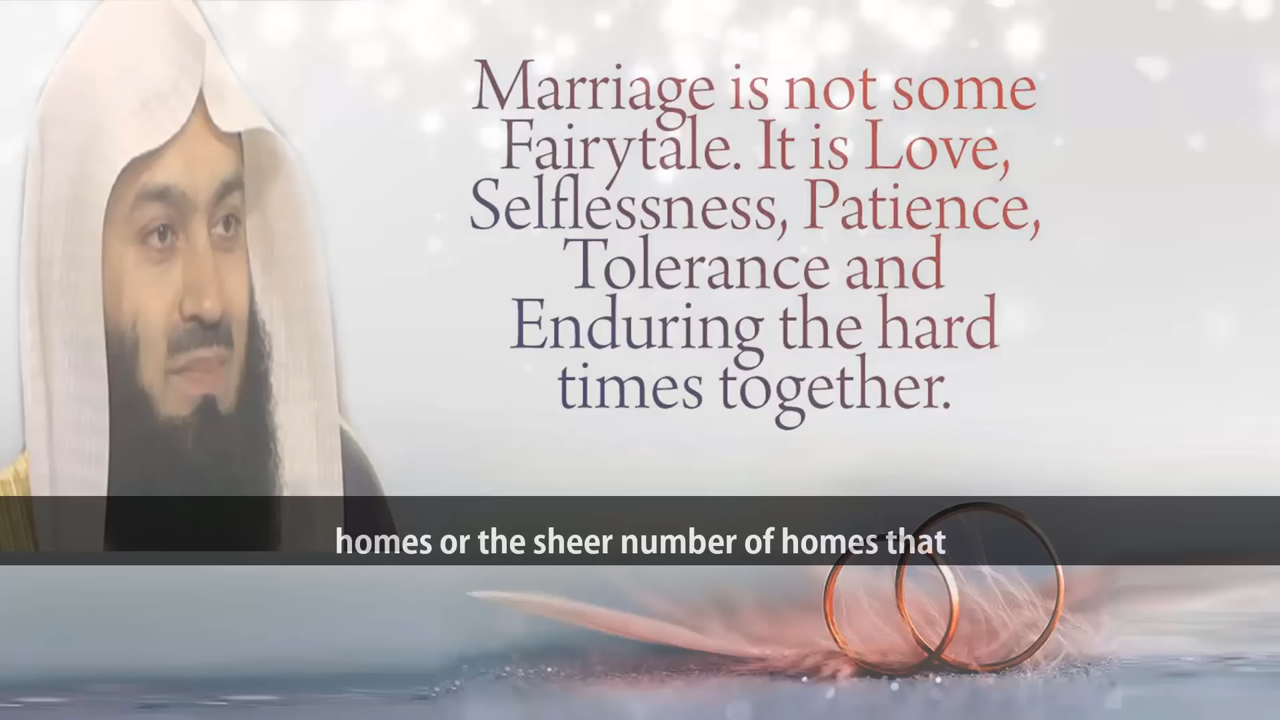 Marriage is not some
Fairytale. It is Love,
Selflessness, Patience,
Tolerance and
Enduring the hard
times together.
homes or the sheer number of homes that